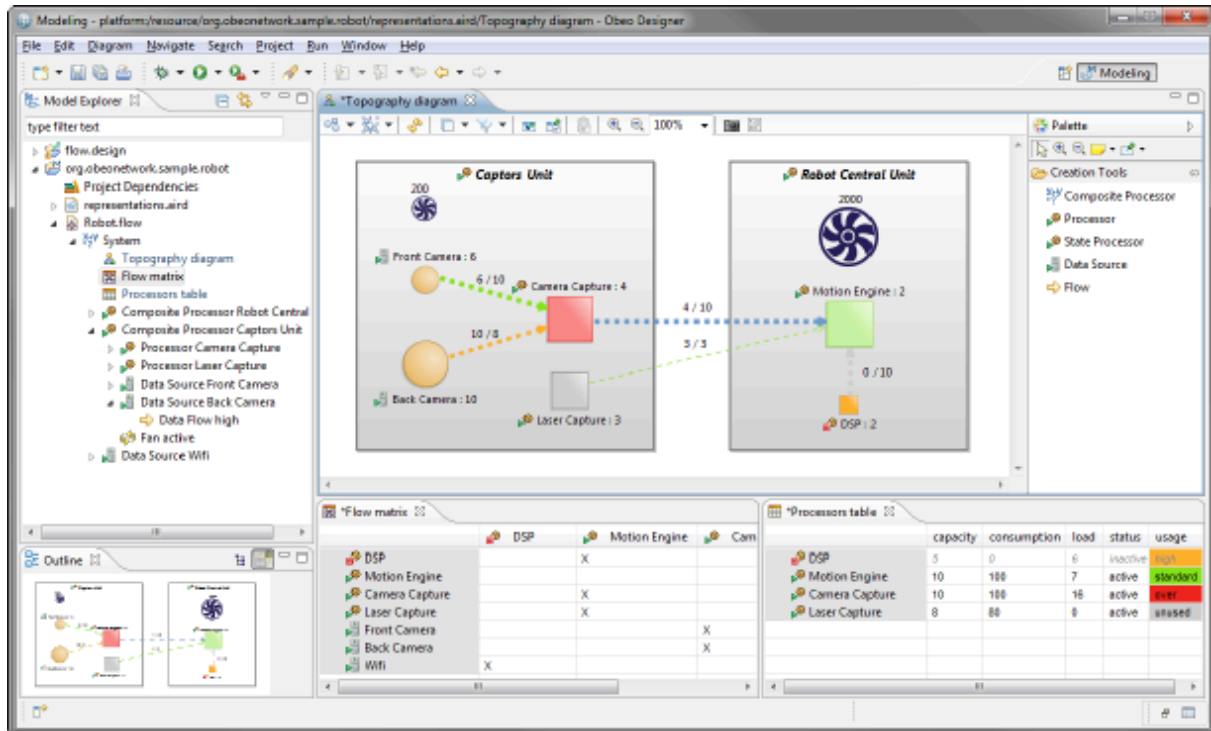 Modeling - platform:/resource/org.obeonetwork.sample.robot/representations.aird/Topography diagram - Obeo Designer
File Edit Diagram Navigate Search Project Run Window Help
Modeling
Model Explorer
type filter text
flow.design
org.obeonetwork.sample.robot
Project Dependencies
representations.aird
Robot.flow
System
Topography diagram
Flow matrix
Processors table
Composite Processor Robot Central
Composite Processor Captors Unit
Processor Camera Capture
Processor Laser Capture
Data Source Front Camera
Data Source Back Camera
Data Flow high
Fan active
Data Source Wifi
Outline
*Topography diagram
100%
Captors Unit
200
Front Camera : 6
6 / 10
Camera Capture : 4
10 / 8
Back Camera : 10
Laser Capture : 3
4 / 10
3 / 3
Robot Central Unit
2000
Motion Engine : 2
0 / 10
DSP : 2
Palette
Creation Tools
Composite Processor
Processor
State Processor
Data Source
Flow
*Flow matrix
DSP Motion Engine Cam
DSP X
Motion Engine
Camera Capture X
Laser Capture X
Front Camera X
Back Camera X
Wifi X
*Processors table
capacity consumption load status usage
DSP 5 0 6 inactive high
Motion Engine 10 100 7 active standard
Camera Capture 10 100 16 active over
Laser Capture 8 80 0 active unused